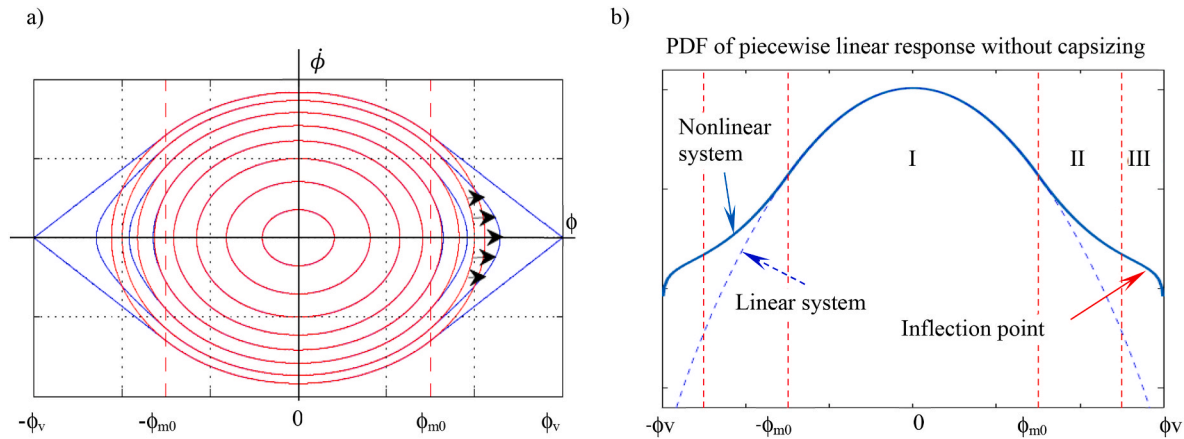 a)
ϕ̇
ϕ
-ϕv
-ϕm0
0
ϕm0
ϕv
b)
PDF of piecewise linear response without capsizing
Nonlinear
system
I
II
III
Linear system
Inflection point
-ϕv
-ϕm0
0
ϕm0
ϕv